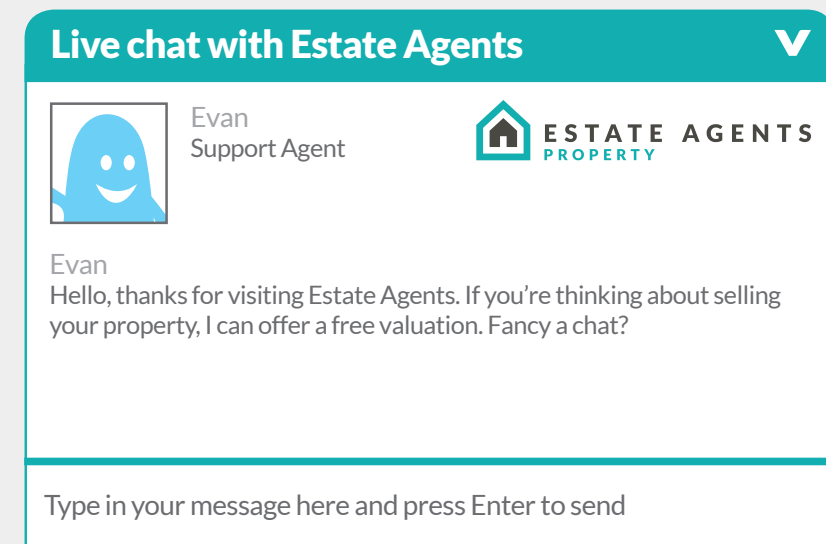 Live chat with Estate Agents
Evan
Support Agent
ESTATE AGENTS
PROPERTY
Evan
Hello, thanks for visiting Estate Agents. If you’re thinking about selling
your property, I can offer a free valuation. Fancy a chat?
Type in your message here and press Enter to send